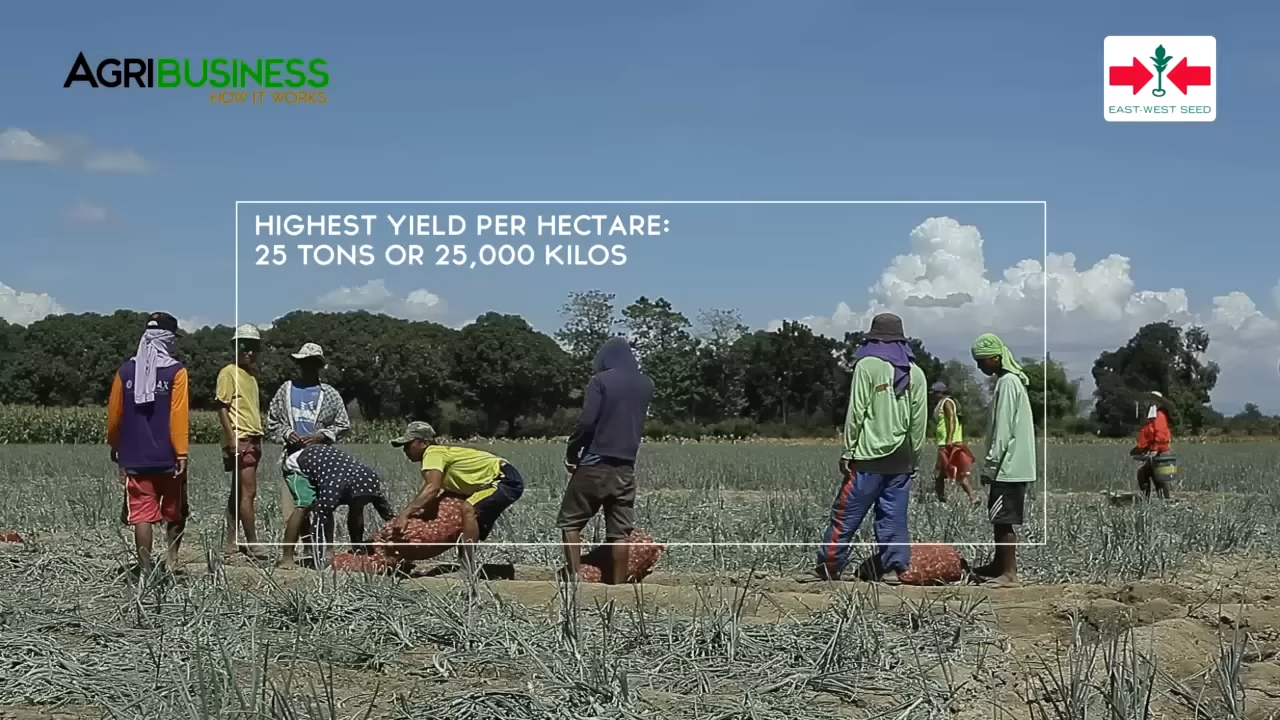 AGRIBUSINESS
HOW IT WORKS
EAST-WEST SEED
HIGHEST YIELD PER HECTARE:
25 TONS OR 25,000 KILOS